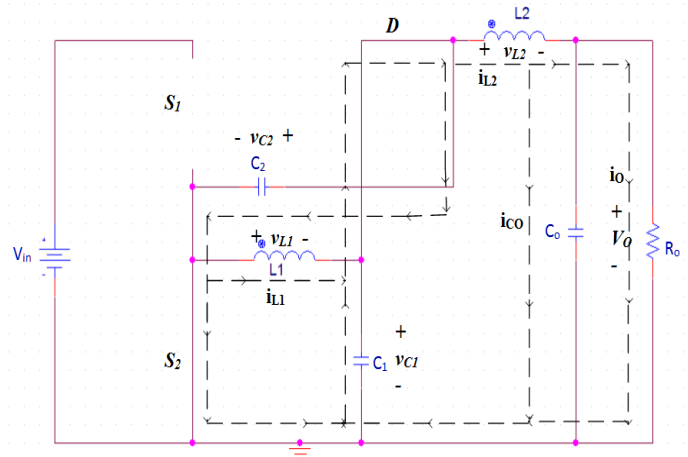 L2
D
+ vL2 -
iL2
S1
- vC2 +
C2
iO
iCO
+
Vin
+ vL1 -
Co
VO
Ro
-
L1
iL1
S2
+
C1 vC1
-